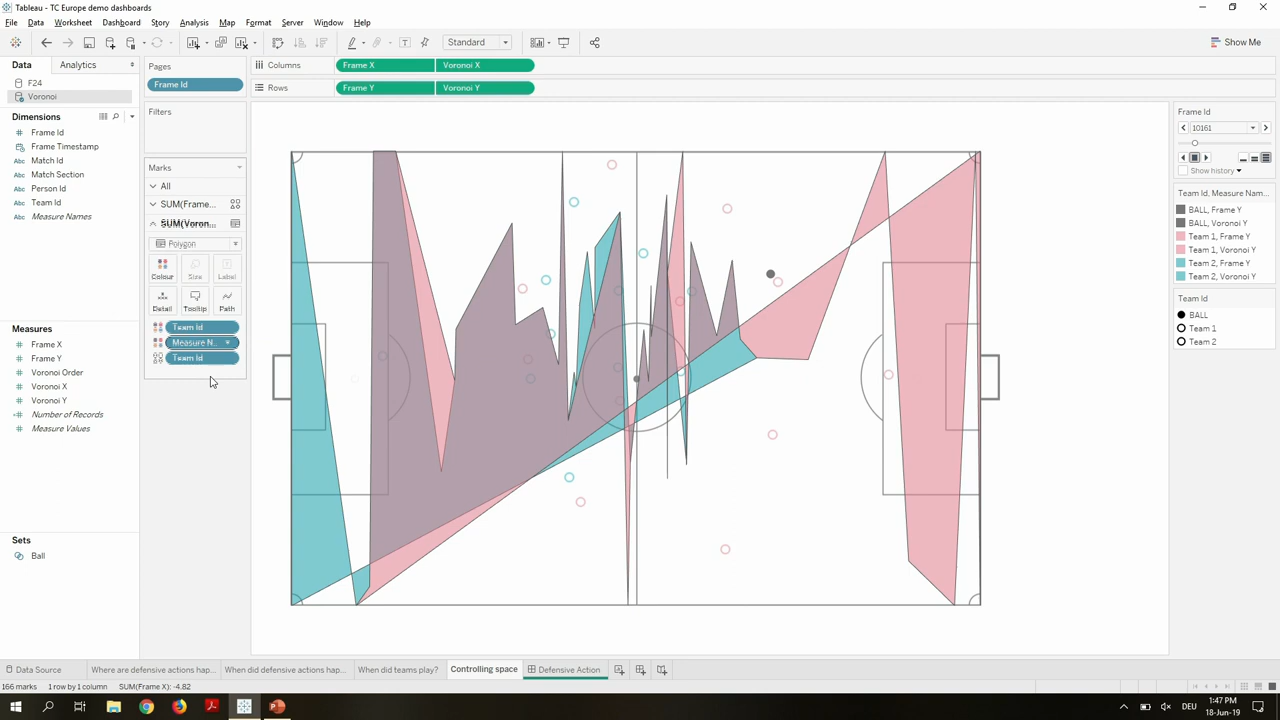 Tableau - TC Europe demo dashboards
File Data Worksheet Dashboard Story Analysis Map Format Server Window Help
Standard
Show Me
Data Analytics
F24
Voronoi
Dimensions
Frame Id
Frame Timestamp
Match Id
Match Section
Person Id
Team Id
Measure Names
Measures
Frame X
Frame Y
Voronoi Order
Voronoi X
Voronoi Y
Number of Records
Measure Values
Sets
Ball
Pages
Frame Id
Filters
Marks
All
SUM(Frame...
SUM(Voron...
Polygon
Colour Size Label
Detail Tooltip Path
Team Id
Measure N..
Team Id
Columns Frame X Voronoi X
Rows Frame Y Voronoi Y
Frame Id
10161
Show history
Team Id, Measure Nam...
BALL, Frame Y
BALL, Voronoi Y
Team 1, Frame Y
Team 1, Voronoi Y
Team 2, Frame Y
Team 2, Voronoi Y
Team Id
BALL
Team 1
Team 2
Data Source Where are defensive actions hap... When did defensive actions hap... When did teams play? Controlling space Defensive Action
166 marks 1 row by 1 column SUM(Frame X): -4.82
DEU
1:47 PM
18-Jun-19